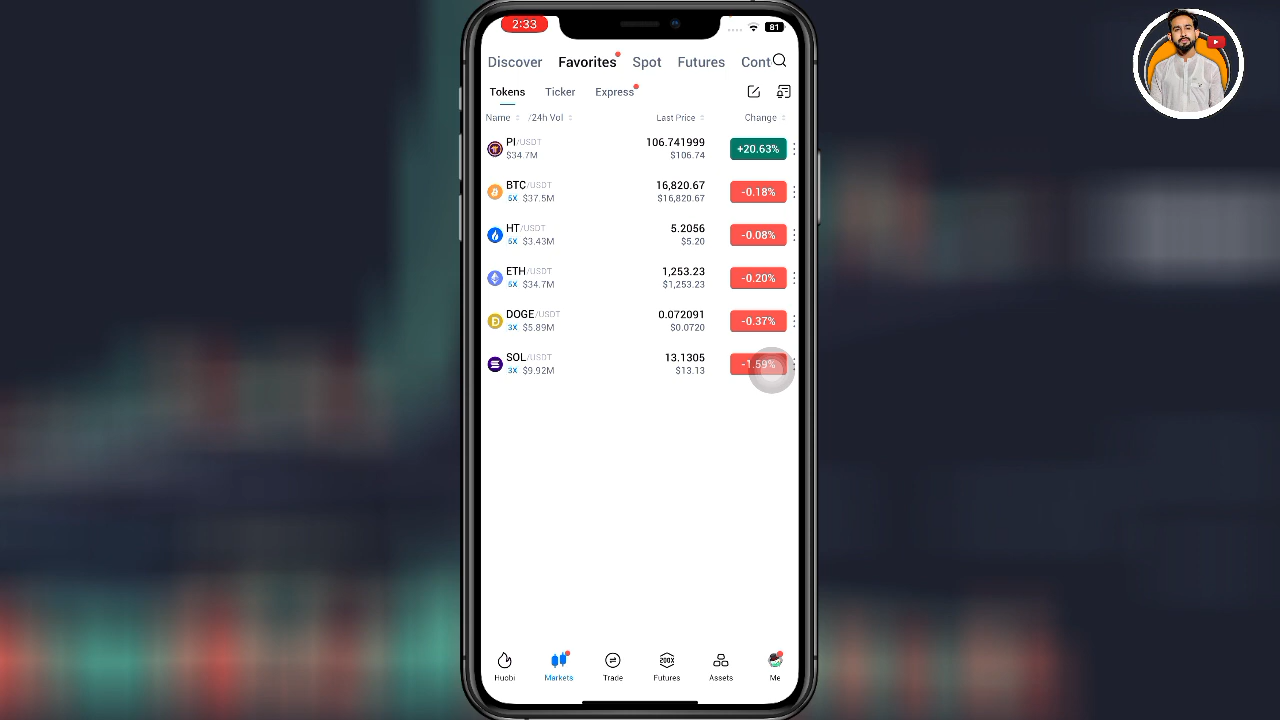 2:33
81
Discover Favorites Spot Futures Cont
Tokens Ticker Express
Name /24h Vol Last Price Change
PI/USDT 106.741999 +20.63%
$34.7M $106.74
BTC/USDT 16,820.67 -0.18%
5X $37.5M $16,820.67
HT/USDT 5.2056 -0.08%
5X $3.43M $5.20
ETH/USDT 1,253.23 -0.20%
5X $34.7M $1,253.23
DOGE/USDT 0.072091 -0.37%
3X $5.89M $0.0720
SOL/USDT 13.1305 -1.59%
3X $9.92M $13.13
200X
Huobi Markets Trade Futures Assets Me